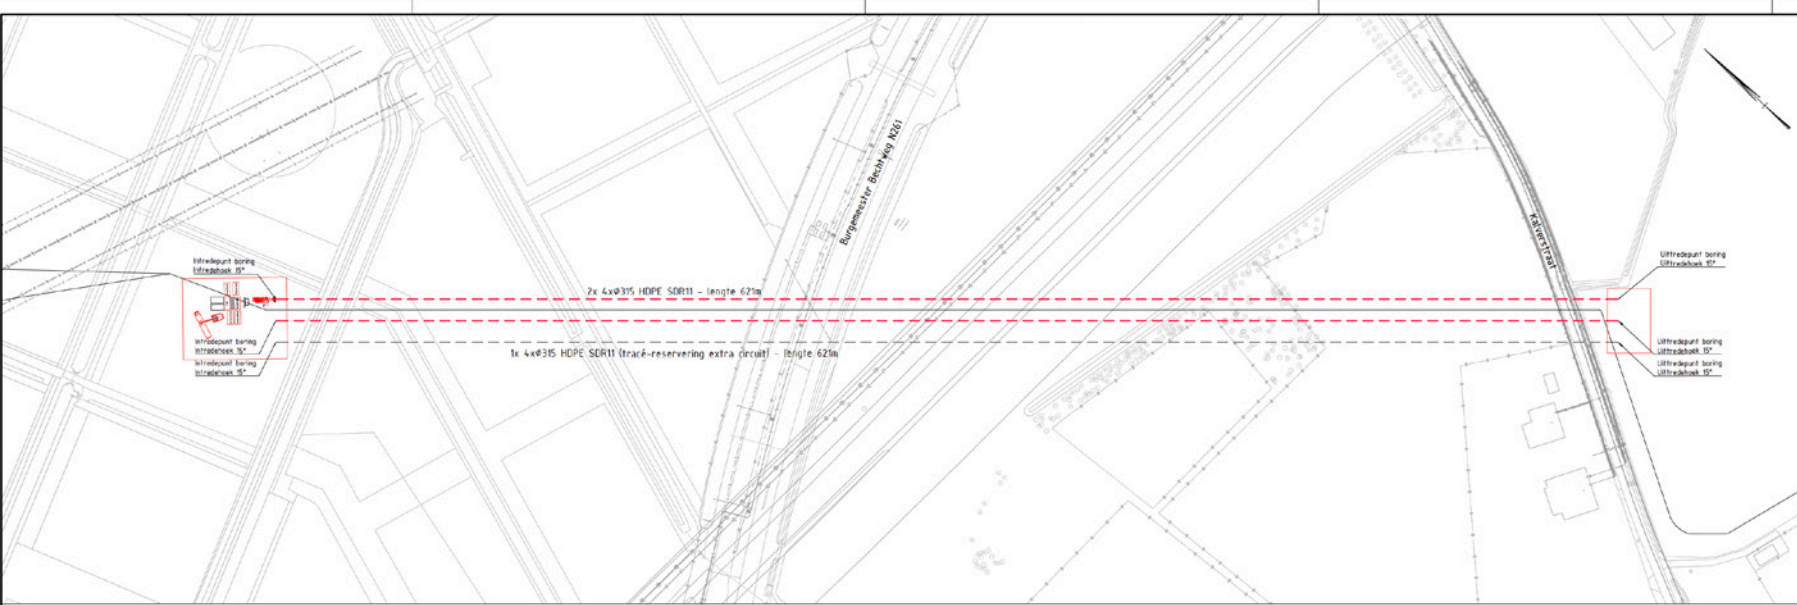 Burgemeester Bechtweg N261
Kalverstraat
Intredepunt boring
Intredehoek 15°
Uittredepunt boring
Uittredehoek 15°
2x 4xØ315 HDPE SDR11 - lengte 621m
Intredepunt boring
Intredehoek 15°
Intredepunt boring
Intredehoek 15°
1x 4xØ315 HDPE SDR11 (tracé-reservering extra circuit) - lengte 621m
Uittredepunt boring
Uittredehoek 15°
Uittredepunt boring
Uittredehoek 15°